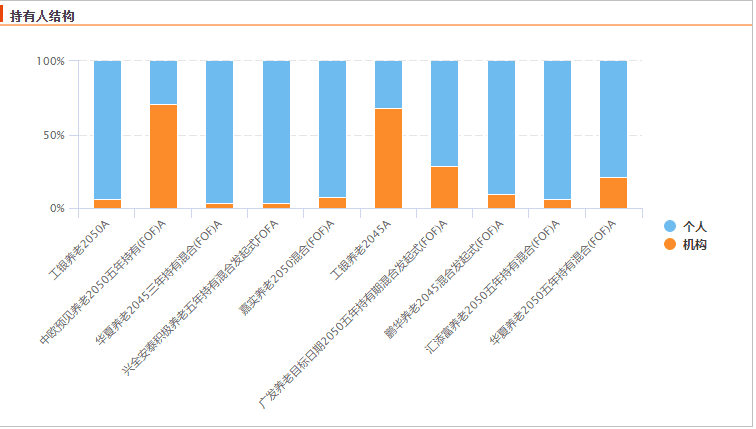 持有人结构
100%
50%
0%
工银养老2050A
中欧预见养老2050五年持有(FOF)A
华夏养老2045三年持有混合(FOF)A
兴全安泰积极养老五年持有混合发起式FOFA
嘉实养老2050混合(FOF)A
工银养老2045A
广发养老目标日期2050五年持有期混合发起式(FOF)A
鹏华养老2045混合发起式(FOF)A
汇添富养老2050五年持有混合(FOF)A
华夏养老2050五年持有混合(FOF)A
个人
机构